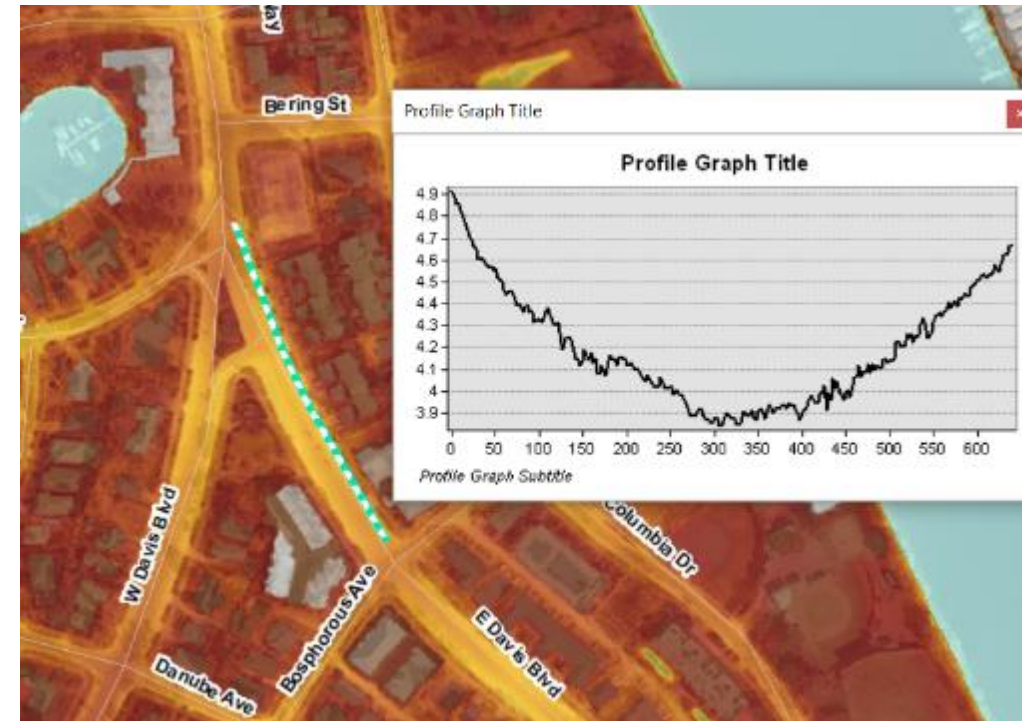 Way
Bering St
Profile Graph Title
×
Profile Graph Title
4.9
4.8
4.7
4.6
4.5
4.4
4.3
4.2
4.1
4
3.9
0 50 100 150 200 250 300 350 400 450 500 550 600
Profile Graph Subtitle
Columbia Dr
W Davis Blvd
Bosphorous Ave
E Davis Blvd
Danube Ave